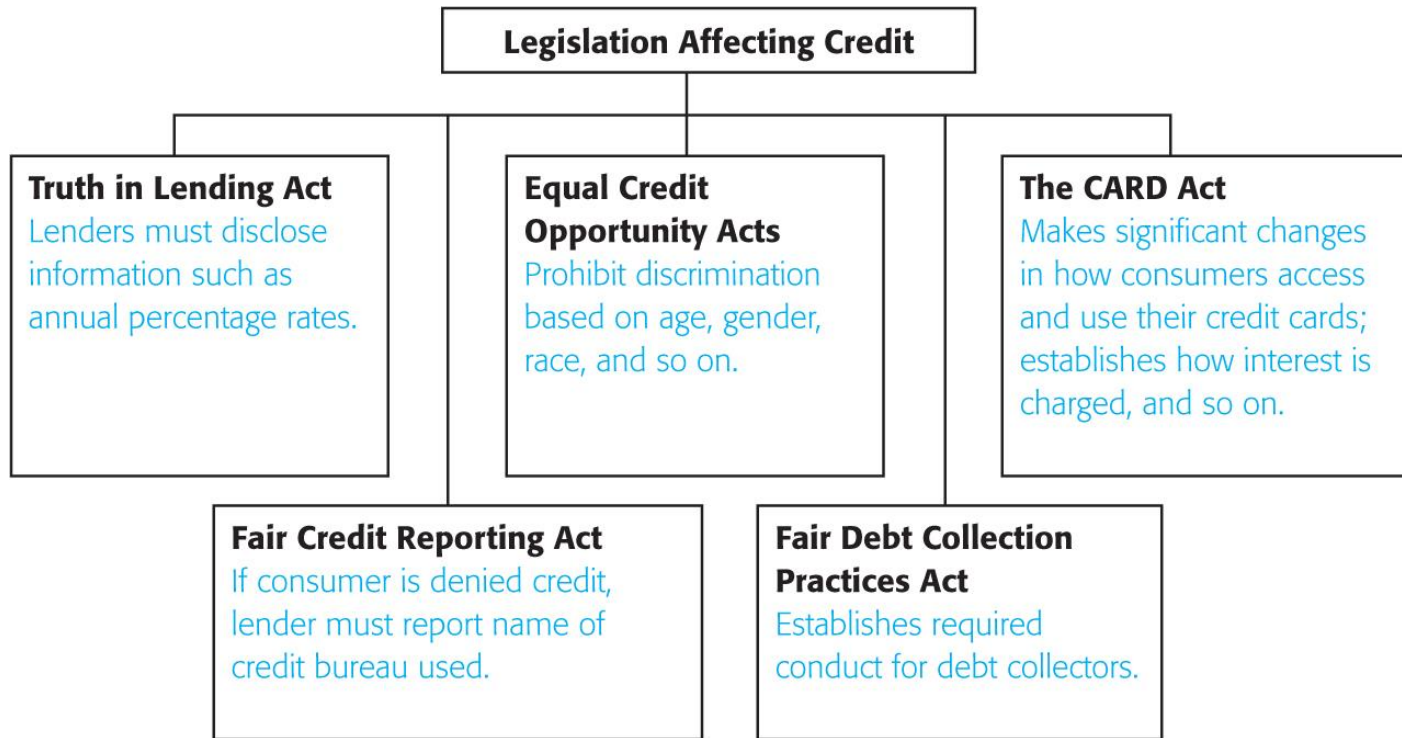 Legislation Affecting Credit
Truth in Lending Act
Lenders must disclose
information such as
annual percentage rates.
Equal Credit
Opportunity Acts
Prohibit discrimination
based on age, gender,
race, and so on.
The CARD Act
Makes significant changes
in how consumers access
and use their credit cards;
establishes how interest is
charged, and so on.
Fair Credit Reporting Act
If consumer is denied credit,
lender must report name of
credit bureau used.
Fair Debt Collection
Practices Act
Establishes required
conduct for debt collectors.